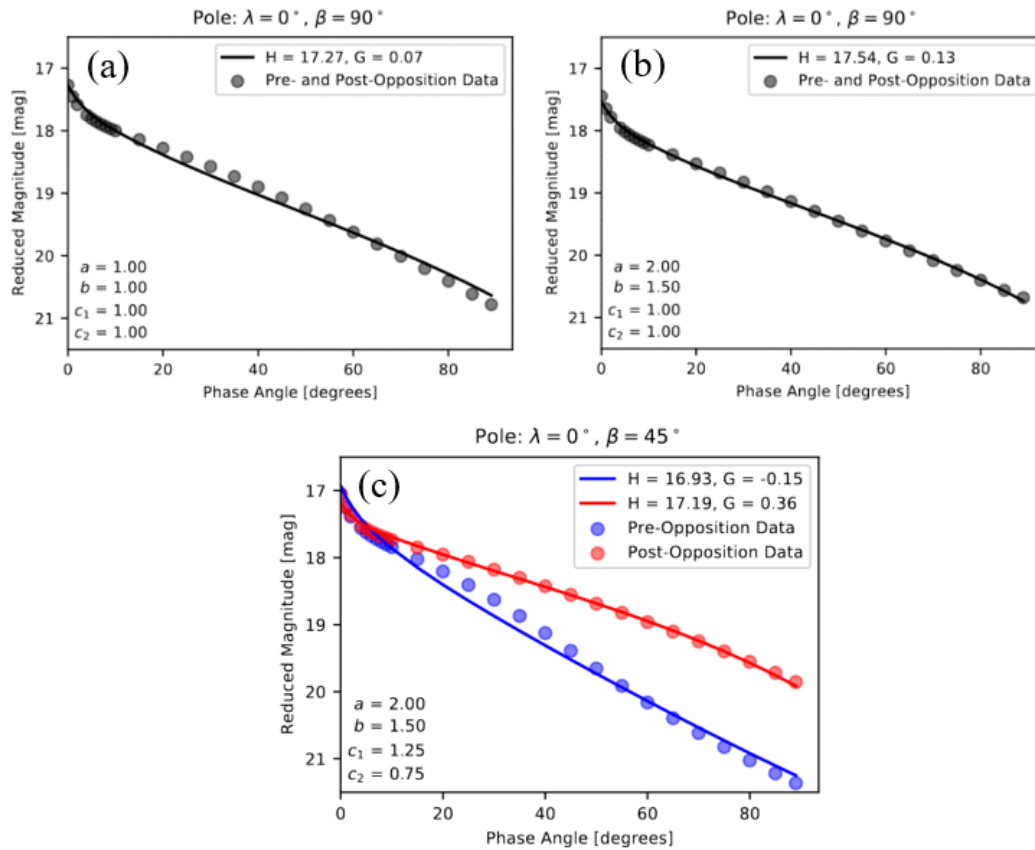 Pole: λ = 0°, β = 90°
(a)
H = 17.27, G = 0.07
Pre- and Post-Opposition Data
17
18
19
20
21
Reduced Magnitude [mag]
a = 1.00
b = 1.00
c₁ = 1.00
c₂ = 1.00
0 20 40 60 80
Phase Angle [degrees]
Pole: λ = 0°, β = 90°
(b)
H = 17.54, G = 0.13
Pre- and Post-Opposition Data
17
18
19
20
21
Reduced Magnitude [mag]
a = 2.00
b = 1.50
c₁ = 1.00
c₂ = 1.00
0 20 40 60 80
Phase Angle [degrees]
Pole: λ = 0°, β = 45°
(c)
H = 16.93, G = -0.15
H = 17.19, G = 0.36
Pre-Opposition Data
Post-Opposition Data
17
18
19
20
21
Reduced Magnitude [mag]
a = 2.00
b = 1.50
c₁ = 1.25
c₂ = 0.75
0 20 40 60 80
Phase Angle [degrees]